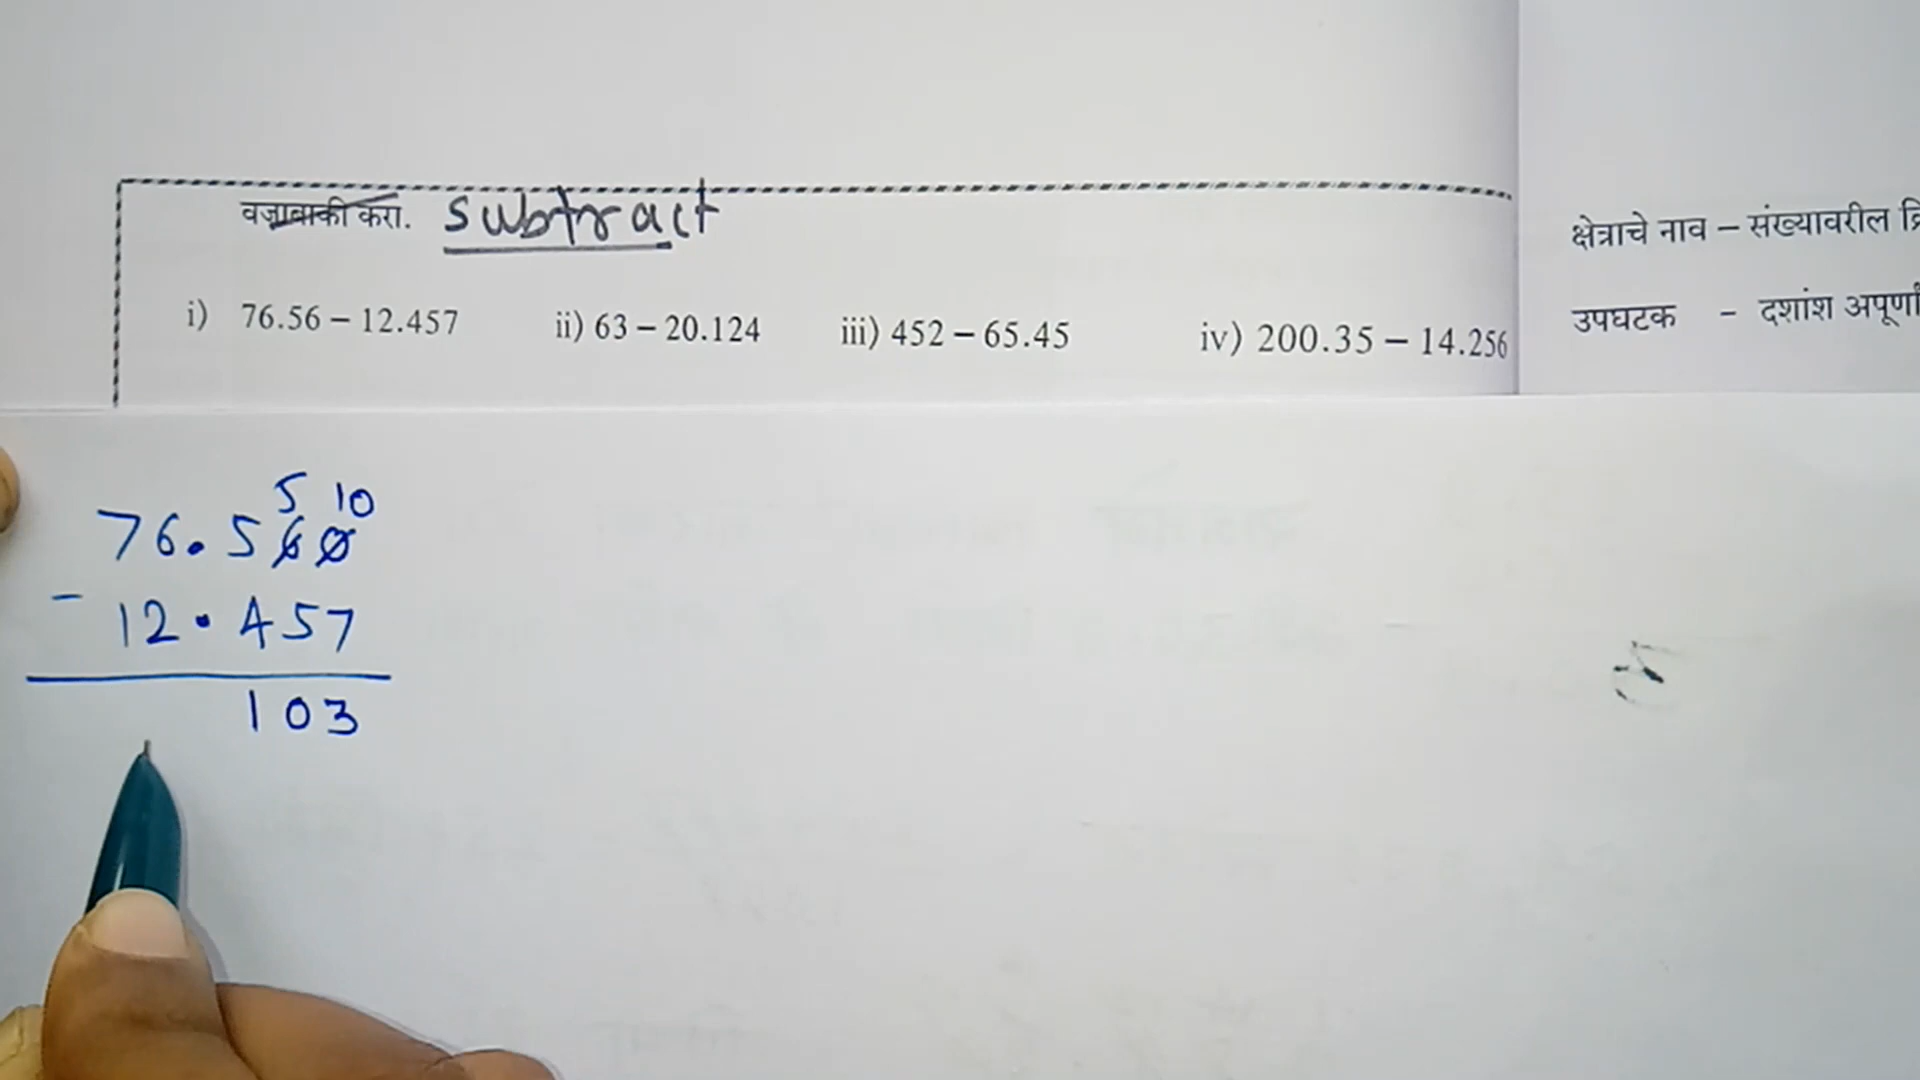 वजाबाकी करा. subtract
i) 76.56 – 12.457 ii) 63 – 20.124 iii) 452 – 65.45 iv) 200.35 – 14.256
क्षेत्राचे नाव – संख्यावरील
उपघटक – दशांश
5 10
76.560
- 12.457
103